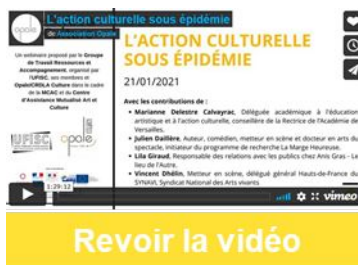 L'action culturelle sous épidémie
de Association Opale
opale
Un webinaire proposé par le Groupe
de Travail Ressources et
Accompagnement, organisé par
l'UFISC, ses membres et
Opale/CRDLA Culture dans le cadre
de la MCAC et du Centre
d'Assistance Mutualisé Art et
Culture
UFISC
opale
L'ACTION CULTURELLE
SOUS ÉPIDÉMIE
21/01/2021
Avec les contributions de :
• Marianne Delestre Calvayrac, Déléguée académique à l'éducation
artistique et à l'action culturelle, conseillère de la Rectrice de l'Académie de
Versailles.
• Julien Daillère, Auteur, comédien, metteur en scène et docteur en arts du
spectacle, initiateur du programme de recherche La Marge Heureuse.
• Lila Giraud, Responsable des relations avec les publics chez Anis Gras - Le
lieu de l'Autre.
• Vincent Dhélin, Metteur en scène, délégué général Hauts-de-France du
SYNAVI, Syndicat National des Arts vivants
1:29:12
vimeo
Revoir la vidéo